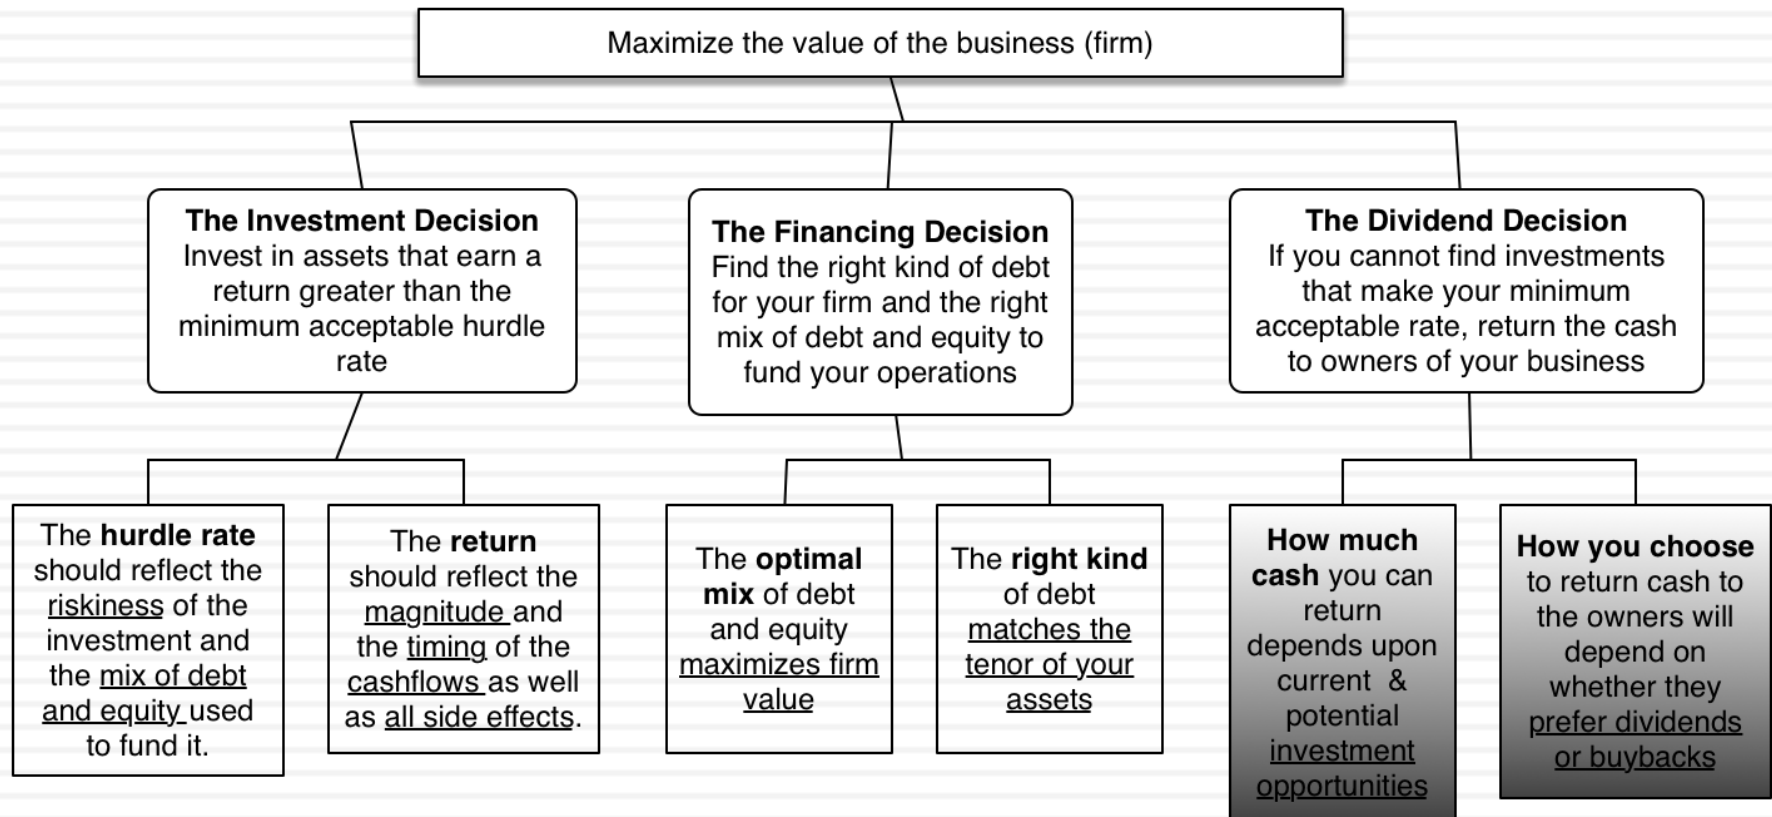 Maximize the value of the business (firm)
The Investment Decision
Invest in assets that earn a
return greater than the
minimum acceptable hurdle
rate
The Financing Decision
Find the right kind of debt
for your firm and the right
mix of debt and equity to
fund your operations
The Dividend Decision
If you cannot find investments
that make your minimum
acceptable rate, return the cash
to owners of your business
The hurdle rate
should reflect the
riskiness of the
investment and
the mix of debt
and equity used
to fund it.
The return
should reflect the
magnitude and
the timing of the
cashflows as well
as all side effects.
The optimal
mix of debt
and equity
maximizes firm
value
The right kind
of debt
matches the
tenor of your
assets
How much
cash you can
return
depends upon
current & 
potential
investment
opportunities
How you choose
to return cash to
the owners will
depend on
whether they
prefer dividends
or buybacks